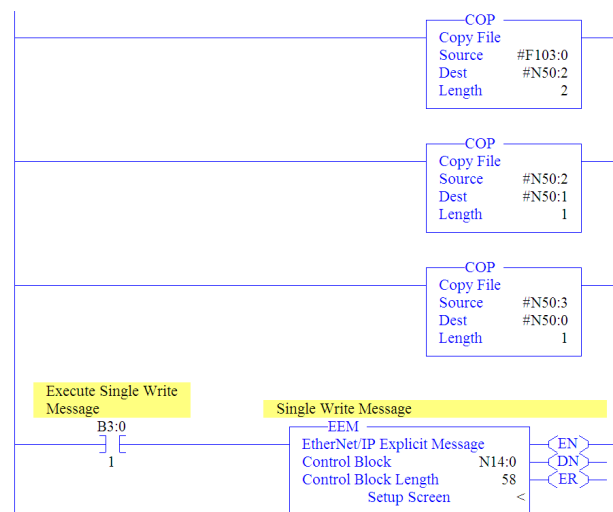 COP
Copy File
Source #F103:0
Dest #N50:2
Length 2
COP
Copy File
Source #N50:2
Dest #N50:1
Length 1
COP
Copy File
Source #N50:3
Dest #N50:0
Length 1
Execute Single Write
Message
Single Write Message
B3:0
1
EEM
EtherNet/IP Explicit Message
Control Block N14:0
Control Block Length 58
Setup Screen <
EN
DN
ER